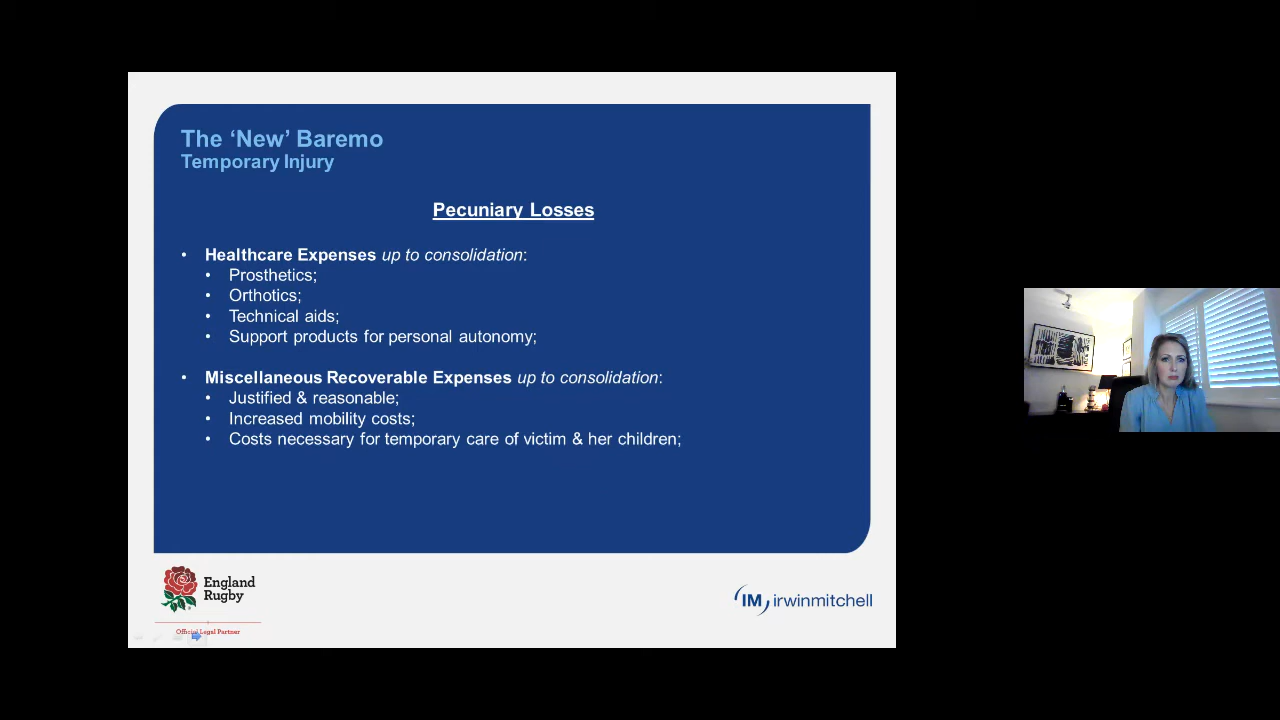 The ‘New’ Baremo
Temporary Injury
Pecuniary Losses
• Healthcare Expenses up to consolidation:
• Prosthetics;
• Orthotics;
• Technical aids;
• Support products for personal autonomy;
• Miscellaneous Recoverable Expenses up to consolidation:
• Justified & reasonable;
• Increased mobility costs;
• Costs necessary for temporary care of victim & her children;
England
Rugby
Official Legal Partner
IM irwinmitchell